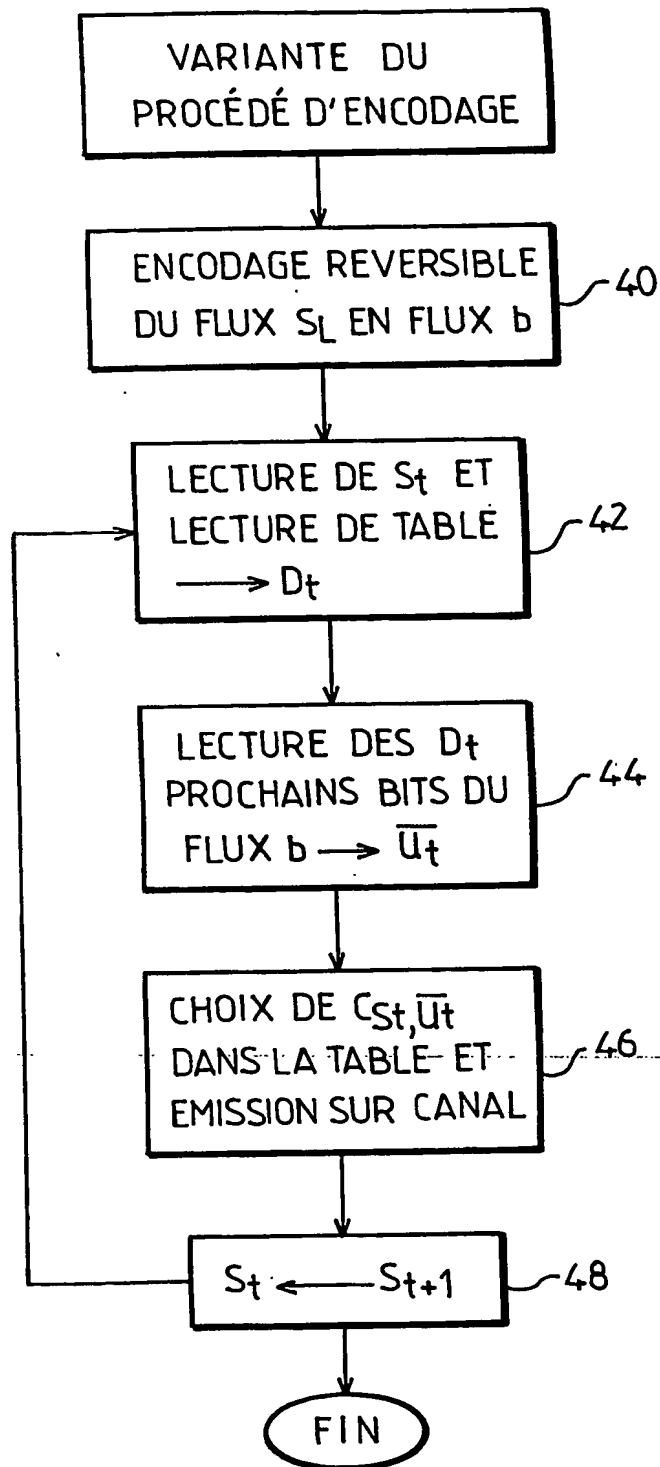 VARIANTE DU
PROCÉDÉ D'ENCODAGE
ENCODAGE REVERSIBLE
DU FLUX SL EN FLUX b
40
LECTURE DE St ET
LECTURE DE TABLE
→ Dt
42
LECTURE DES Dt
PROCHAINS BITS DU
FLUX b → U̅t̅
44
CHOIX DE CSt,U̅t̅
DANS LA TABLE ET
EMISSION SUR CANAL
46
St ← St+1
48
FIN